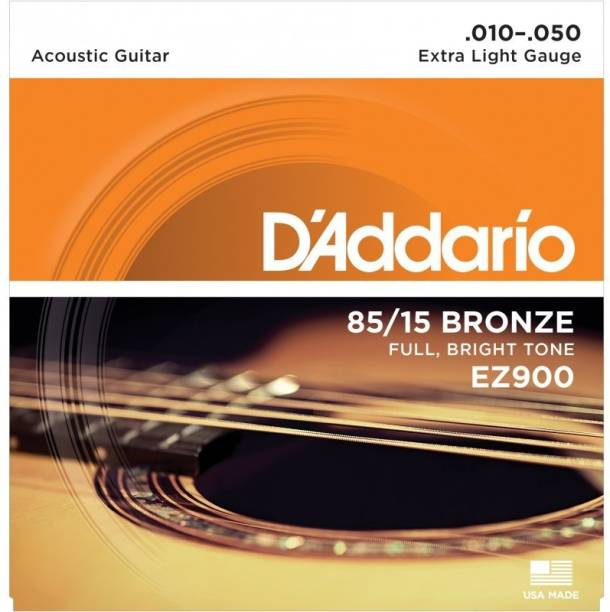 .010–.050
Acoustic Guitar
Extra Light Gauge
D'Addario
85/15 BRONZE
FULL, BRIGHT TONE
EZ900
USA MADE